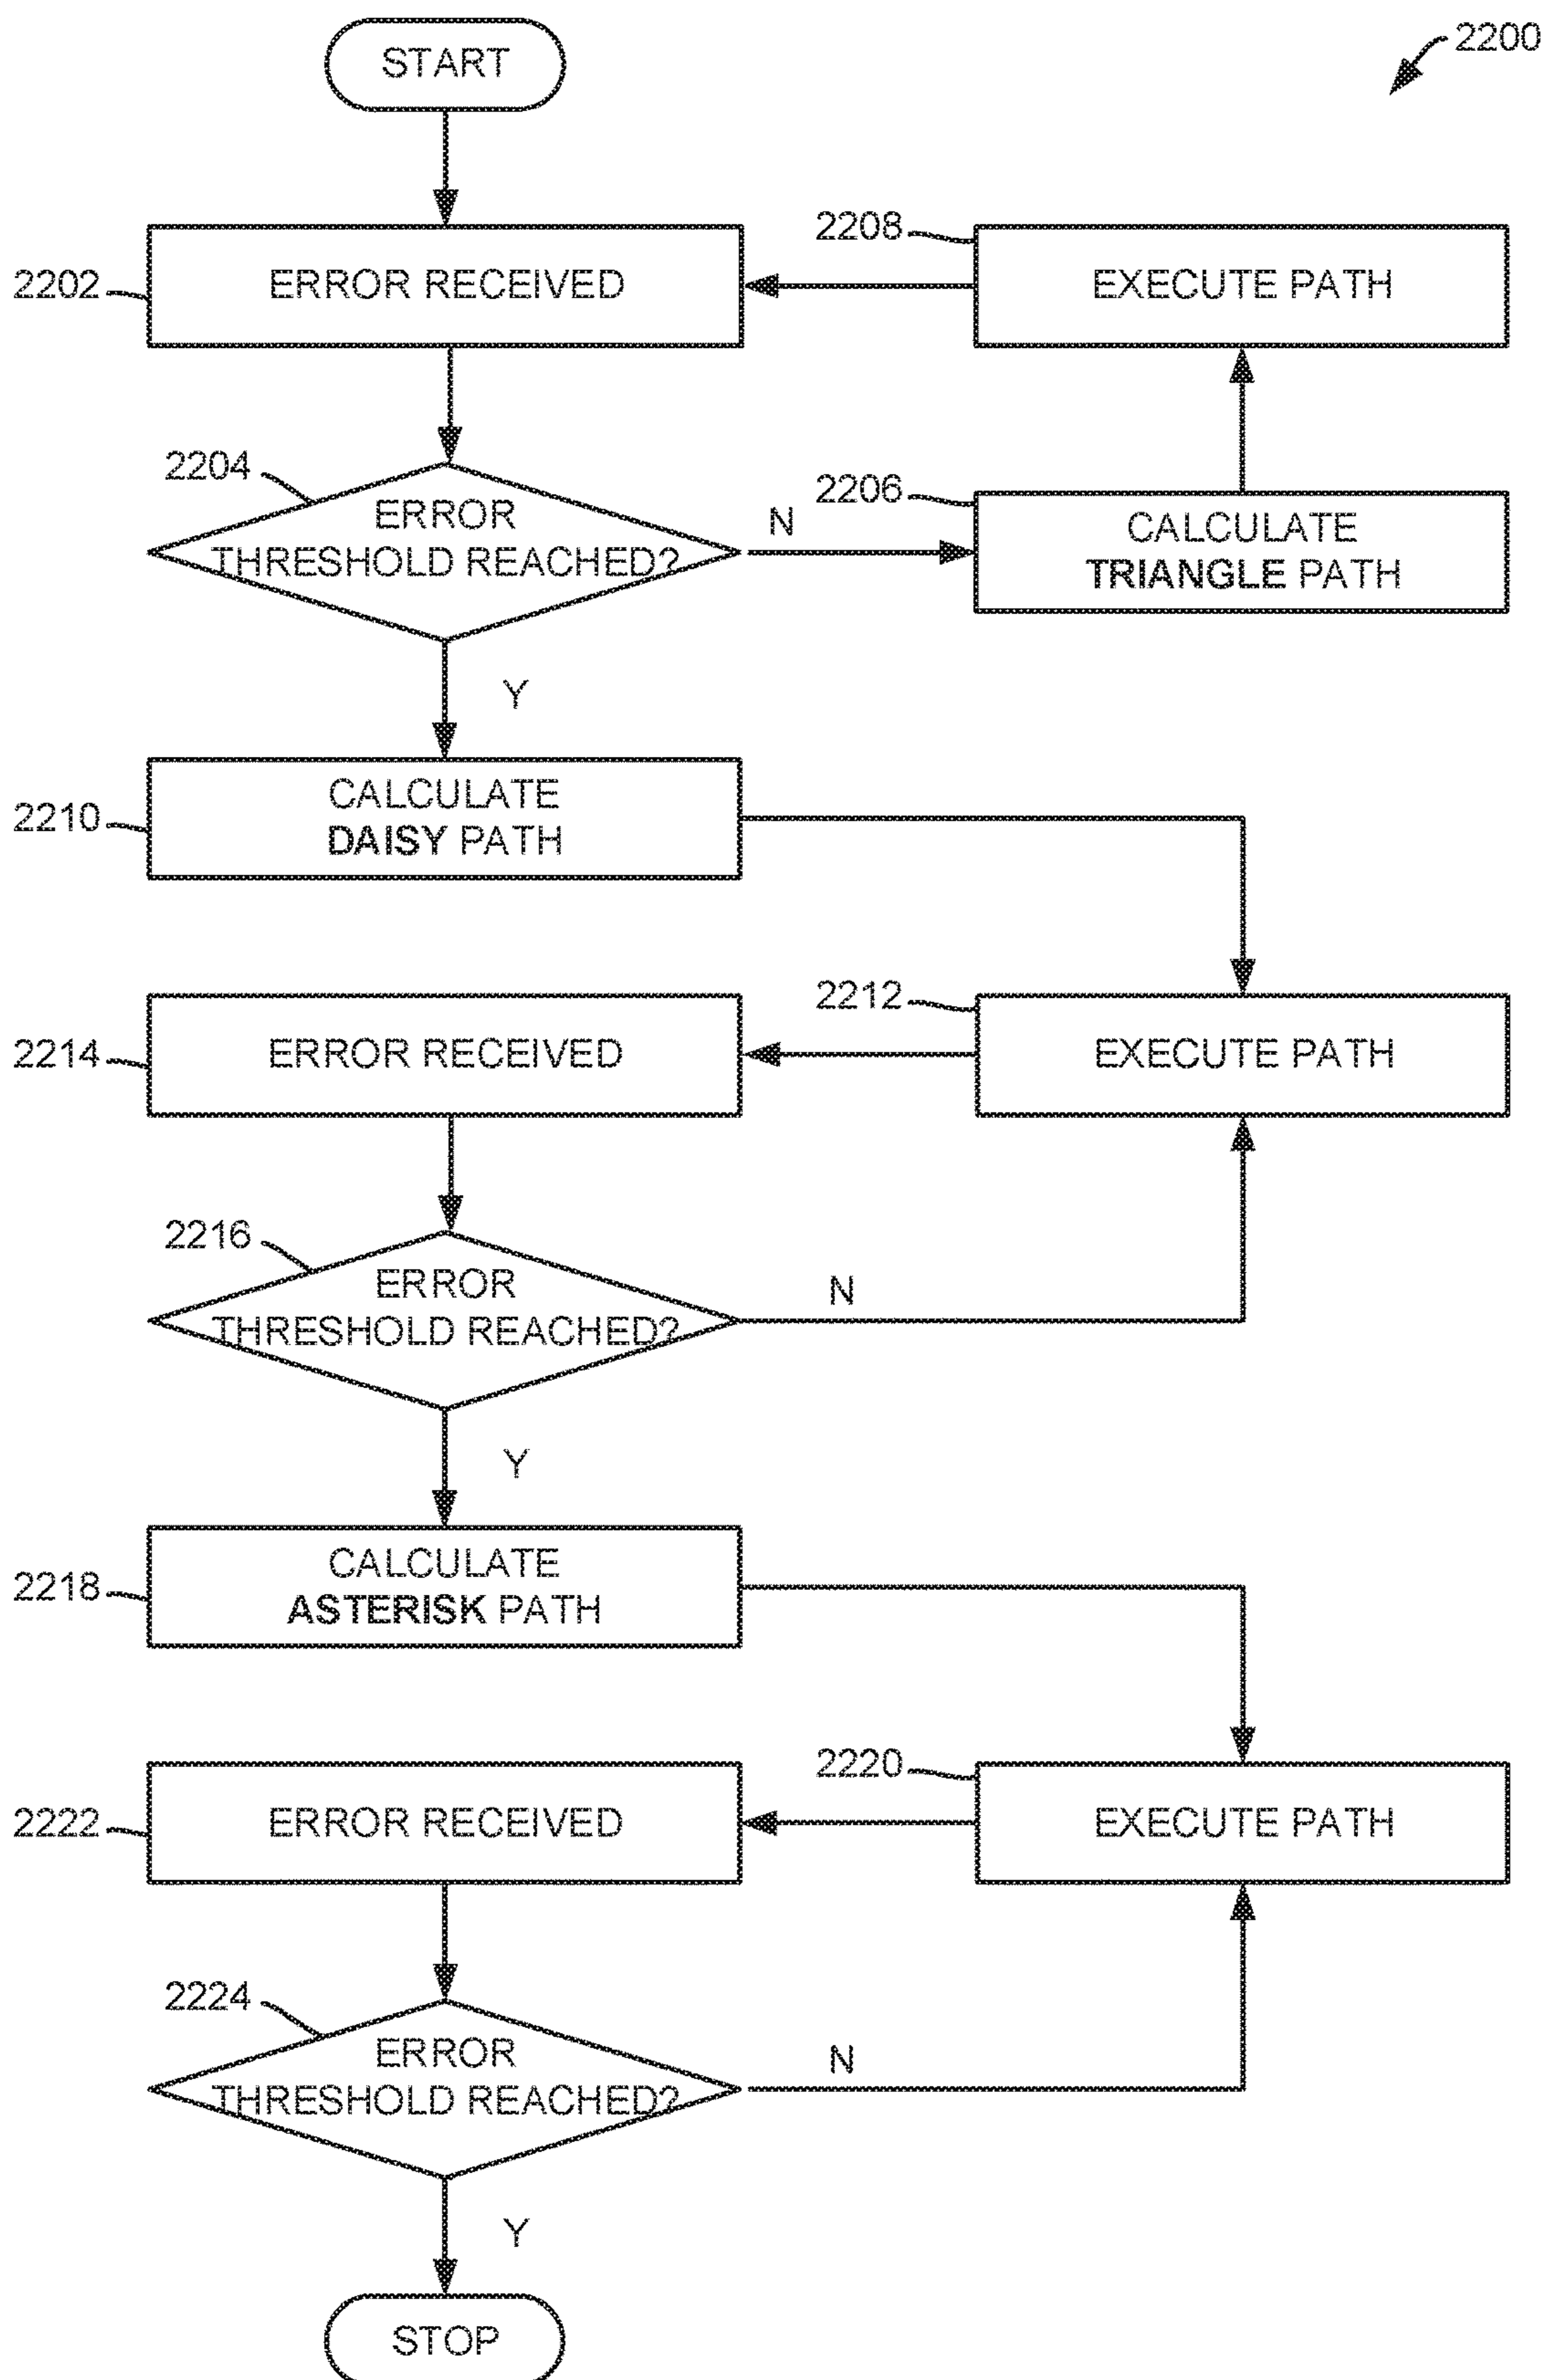 START
2200
2208
2202
ERROR RECEIVED
EXECUTE PATH
2204
2206
ERROR
THRESHOLD REACHED?
N
CALCULATE
TRIANGLE PATH
Y
2210
CALCULATE
DAISY PATH
2212
2214
ERROR RECEIVED
EXECUTE PATH
2216
ERROR
THRESHOLD REACHED?
N
Y
2218
CALCULATE
ASTERISK PATH
2220
2222
ERROR RECEIVED
EXECUTE PATH
2224
ERROR
THRESHOLD REACHED?
N
Y
STOP